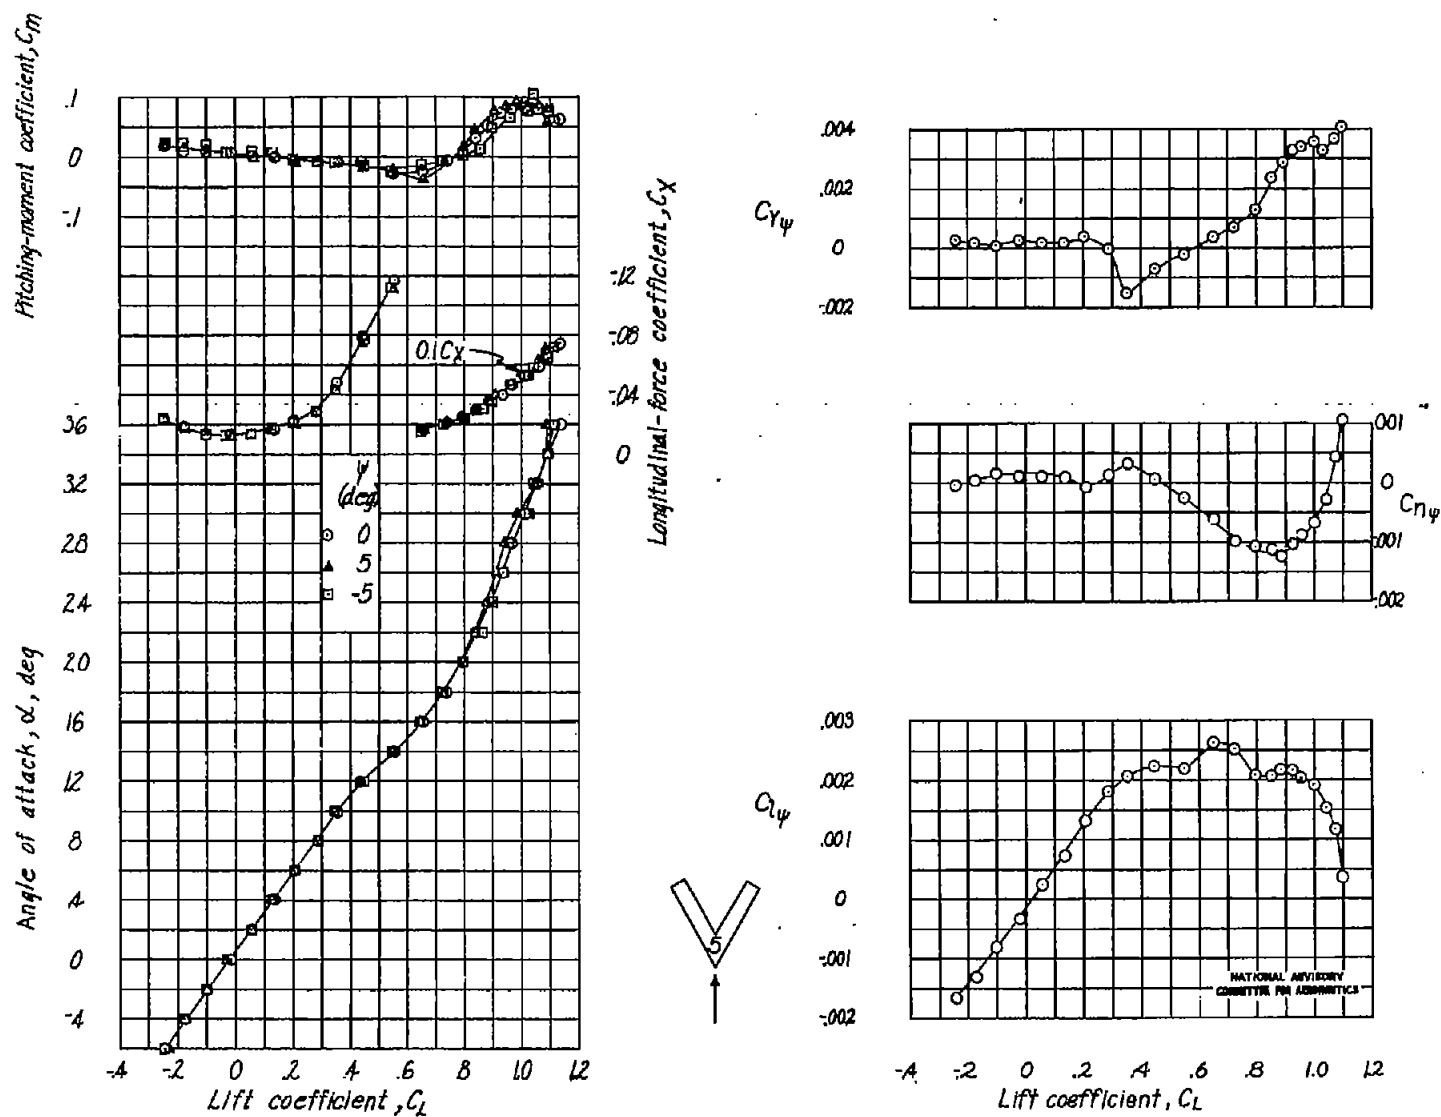 Pitching-moment coefficient, Cm
.1
0
-.1
Longitudinal-force coefficient, CX
-.12
-.08
-.04
0
0.1CX
Angle of attack, α, deg
36
32
28
24
20
16
12
8
4
0
-4
ψ
(deg)
0
5
-5
-.4 -.2 0 .2 .4 .6 .8 1.0 1.2
Lift coefficient, CL
.5
CYψ
.004
.002
0
-.002
Cnψ
.001
0
-.001
-.002
Clψ
.003
.002
.001
0
-.001
-.002
NATIONAL ADVISORY
COMMITTEE FOR AERONAUTICS
-.4 -.2 0 .2 .4 .6 .8 1.0 1.2
Lift coefficient, CL